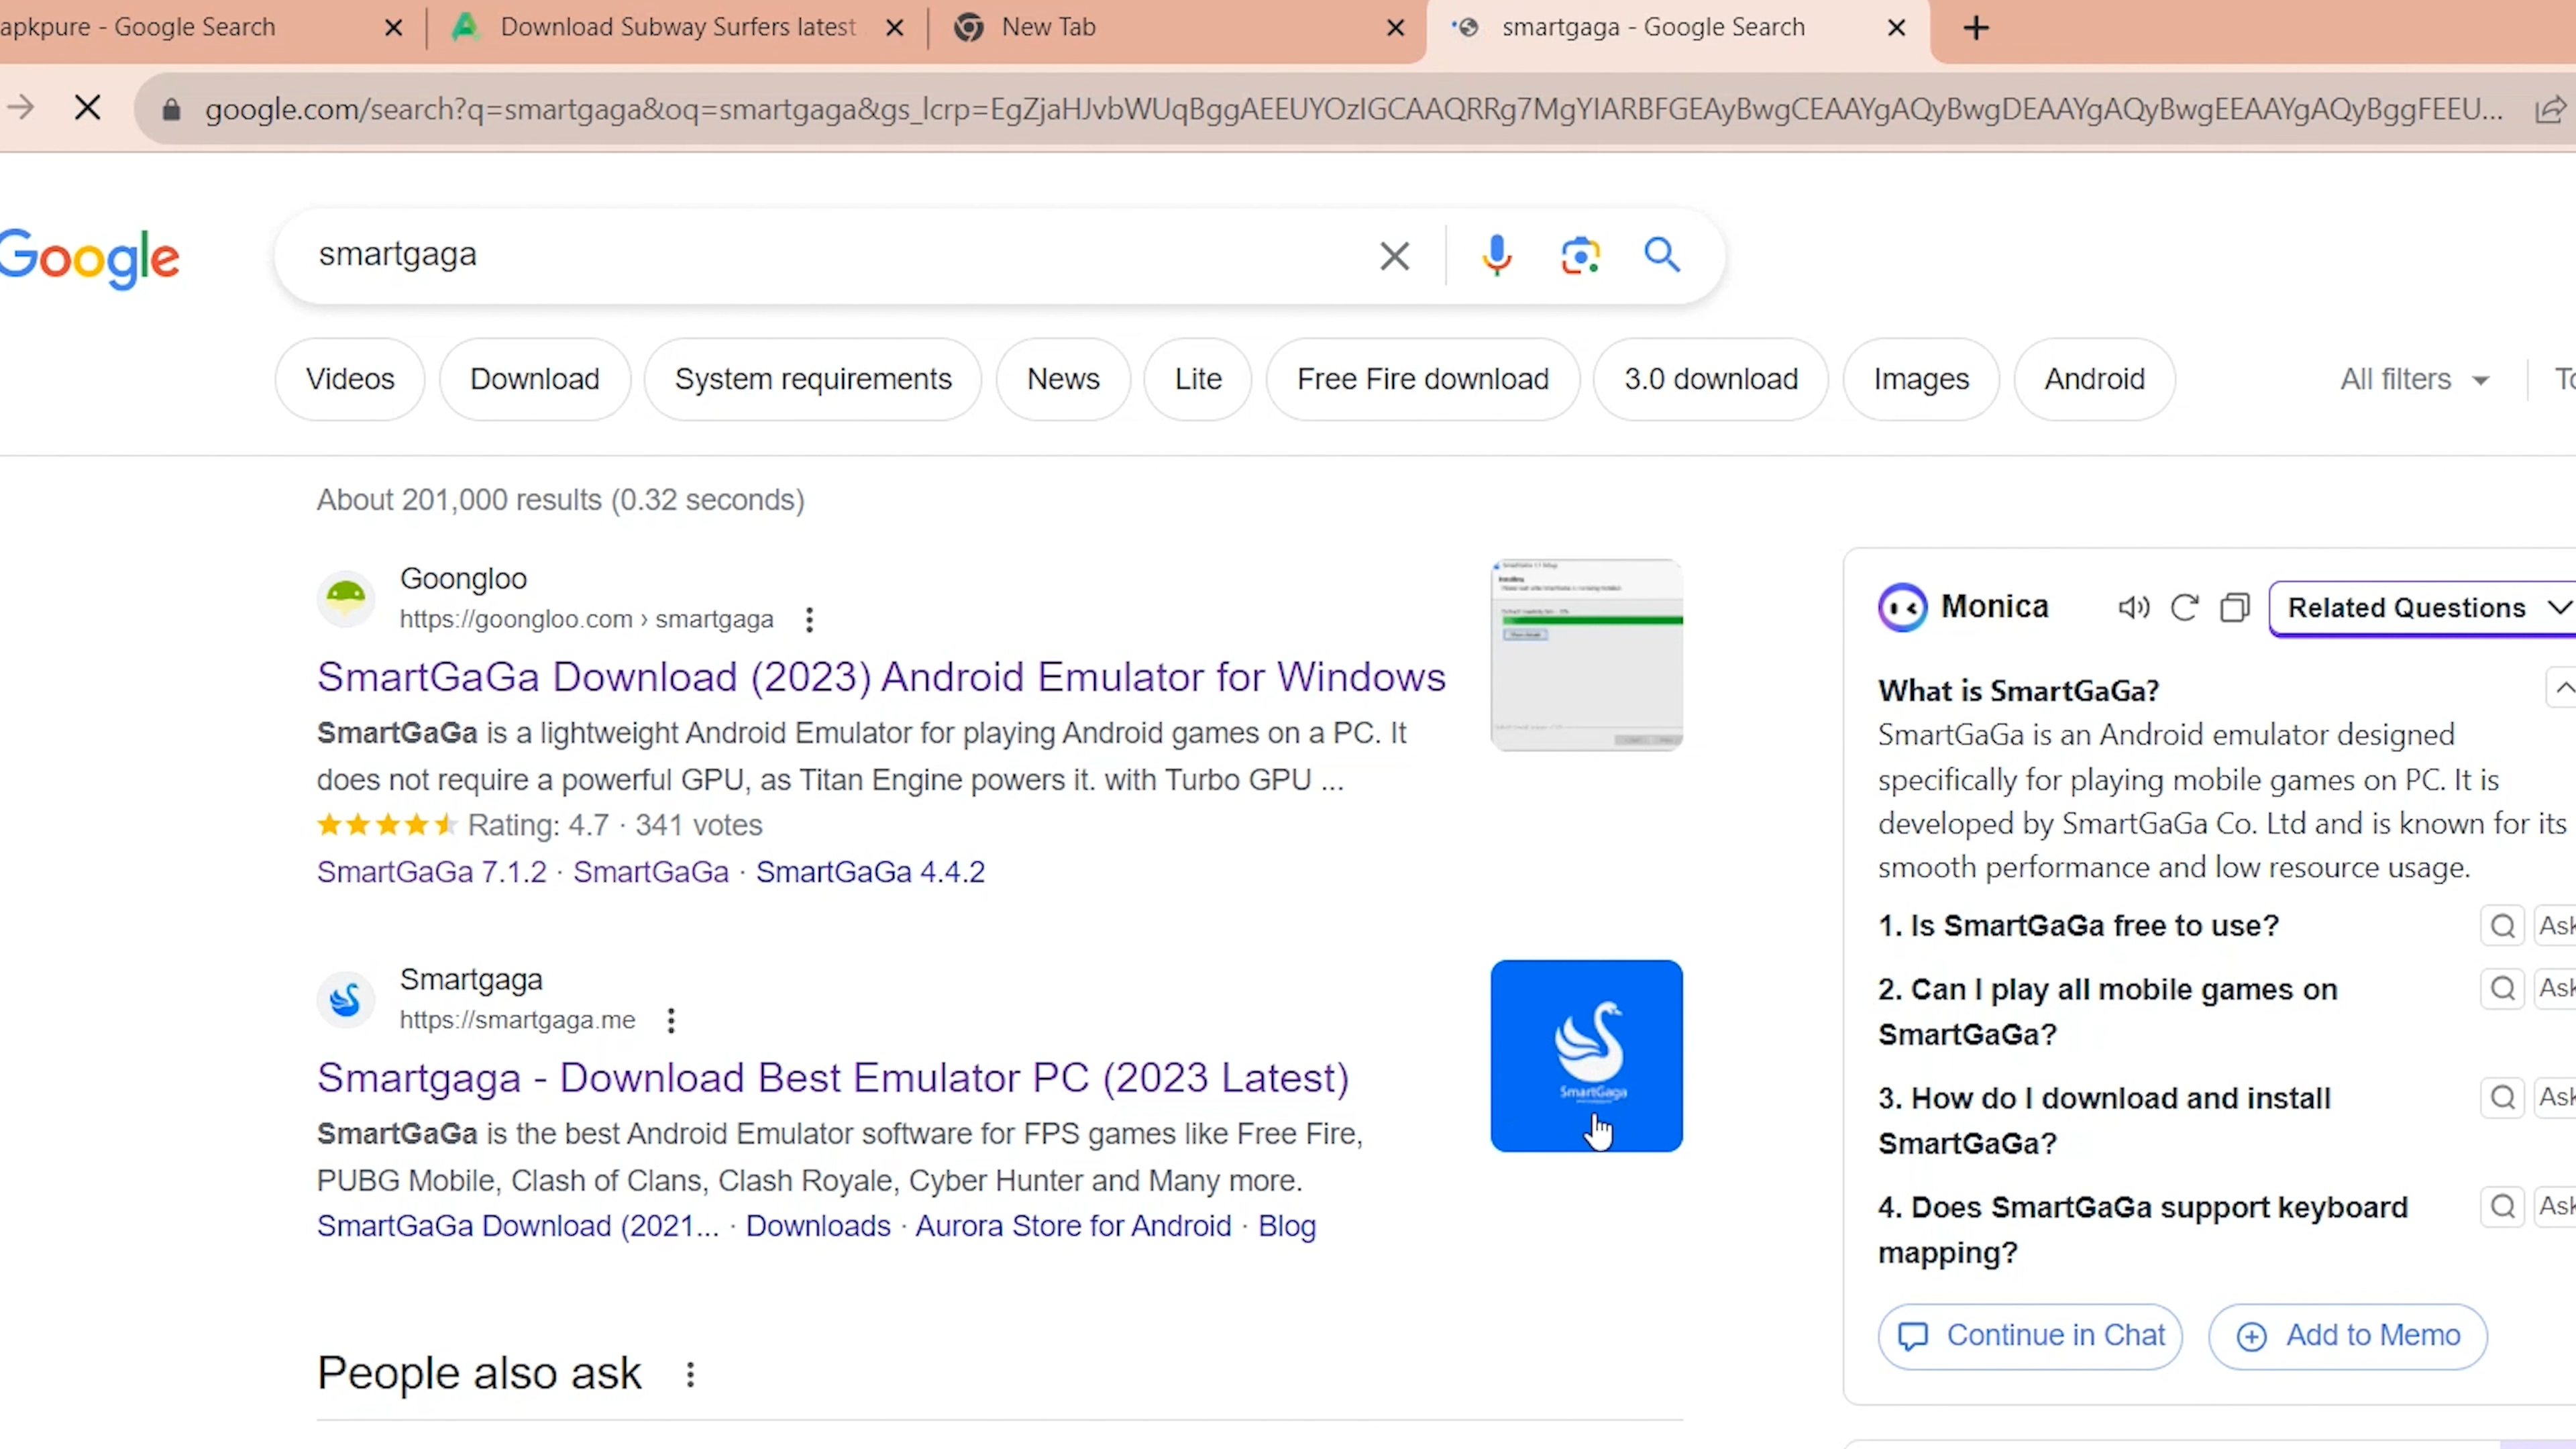 apkpure - Google Search
Download Subway Surfers latest
New Tab
smartgaga - Google Search
google.com/search?q=smartgaga&oq=smartgaga&gs_lcrp=EgZjaHJvbWUqBggAEEUYOzIGCAAQRRg7MgYIARBFGEAyBwgCEAAYgAQyBwgDEAAYgAQyBwgEEAAYgAQyBggFEEU...
Google
smartgaga
Videos
Download
System requirements
News
Lite
Free Fire download
3.0 download
Images
Android
All filters
About 201,000 results (0.32 seconds)
Goongloo
https://goongloo.com › smartgaga
SmartGaGa Download (2023) Android Emulator for Windows
SmartGaGa is a lightweight Android Emulator for playing Android games on a PC. It
does not require a powerful GPU, as Titan Engine powers it. with Turbo GPU ...
Rating: 4.7 · 341 votes
SmartGaGa 7.1.2 · SmartGaGa · SmartGaGa 4.4.2
Smartgaga
https://smartgaga.me
Smartgaga - Download Best Emulator PC (2023 Latest)
SmartGaGa is the best Android Emulator software for FPS games like Free Fire,
PUBG Mobile, Clash of Clans, Clash Royale, Cyber Hunter and Many more.
SmartGaGa Download (2021... · Downloads · Aurora Store for Android · Blog
SmartGaga
People also ask
Monica
Related Questions
What is SmartGaGa?
SmartGaGa is an Android emulator designed
specifically for playing mobile games on PC. It is
developed by SmartGaGa Co. Ltd and is known for its
smooth performance and low resource usage.
1. Is SmartGaGa free to use?
Ask
2. Can I play all mobile games on
SmartGaGa?
Ask
3. How do I download and install
SmartGaGa?
Ask
4. Does SmartGaGa support keyboard
mapping?
Ask
Continue in Chat
Add to Memo